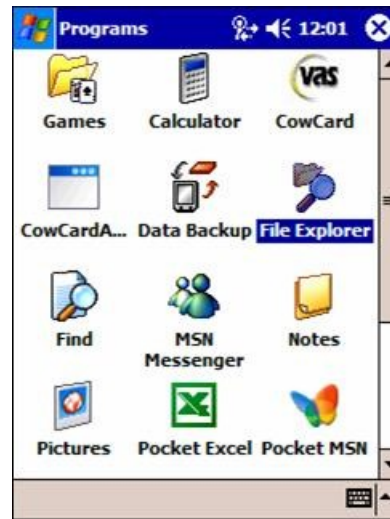 Programs 12:01
vas
Games Calculator CowCard
CowCardA... Data Backup File Explorer
Find MSN Messenger Notes
Pictures Pocket Excel Pocket MSN